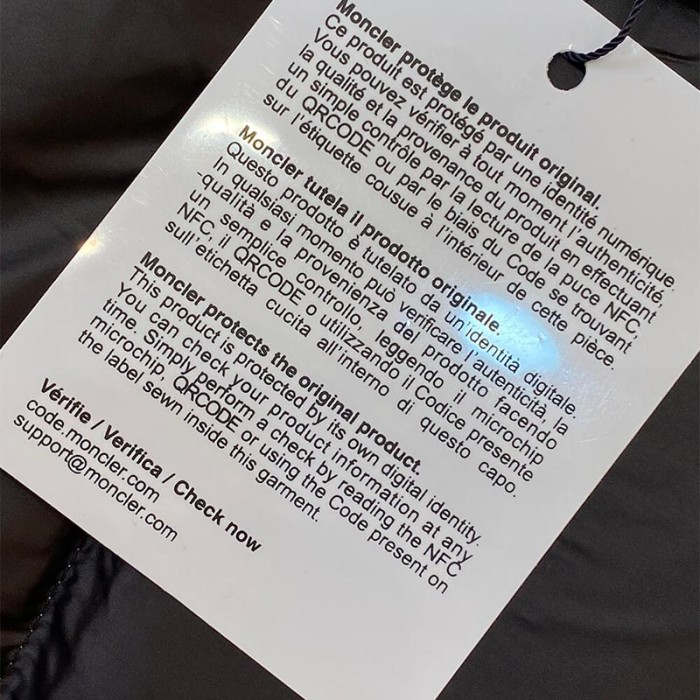 Moncler protège le produit original.
Ce produit est protégé par une identité numérique.
Vous pouvez vérifier à tout moment l'authenticité,
la qualité et la provenance du produit en effectuant
un simple contrôle par la lecture de la puce NFC,
du QRCODE ou par le biais du Code se trouvant
sur l'étiquette cousue à l'intérieur de cette pièce.
Moncler tutela il prodotto originale.
Questo prodotto è tutelato da un'identità digitale.
In qualsiasi momento può verificare l'autenticità, la
-qualità e la provenienza del prodotto facendo
un semplice controllo, leggendo il microchip
NFC, il QRCODE o utilizzando il Codice presente
sull'etichetta cucita all'interno di questo capo.
Moncler protects the original product.
This product is protected by its own digital identity.
You can check your product information at any
time. Simply perform a check by reading the NFC
microchip, QRCODE or using the Code present on
the label sewn inside this garment.
Vérifie / Verifica / Check now
code.moncler.com
support@moncler.com